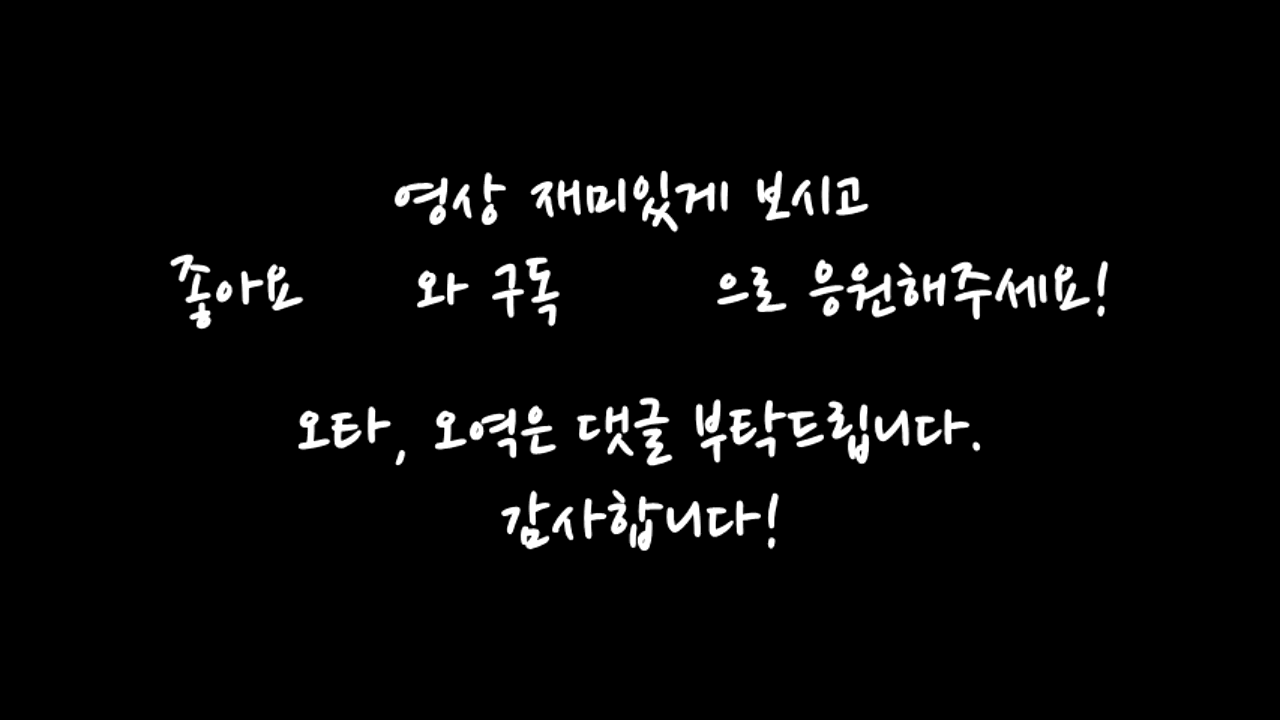 영상 재미있게 보시고
좋아요 와 구독 으로 응원해주세요!
오타, 오역은 댓글 부탁드립니다.
감사합니다!